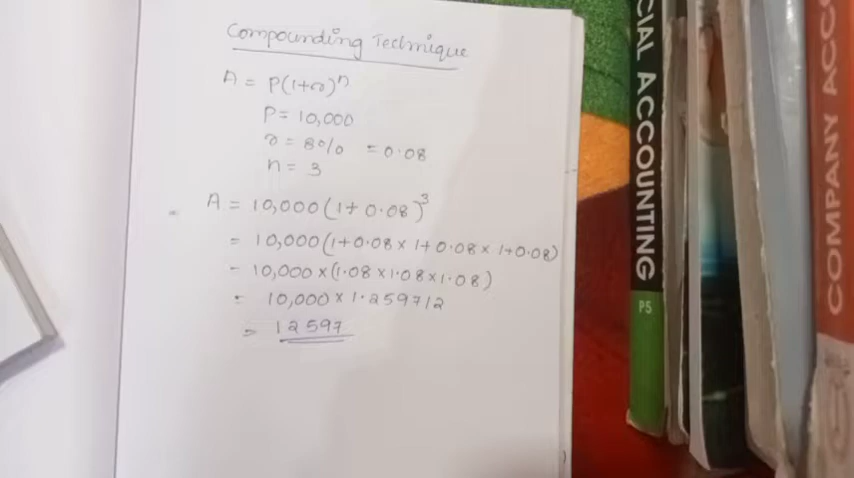 Compounding Technique
A = P(1+r)ⁿ
P = 10,000
r = 8% = 0.08
n = 3
A = 10,000(1+0.08)³
= 10,000(1+0.08 × 1+0.08 × 1+0.08)
= 10,000 × (1.08 × 1.08 × 1.08)
= 10,000 × 1.259712
= 12597
CIAL ACCOUNTING
PS
COMPANY ACC